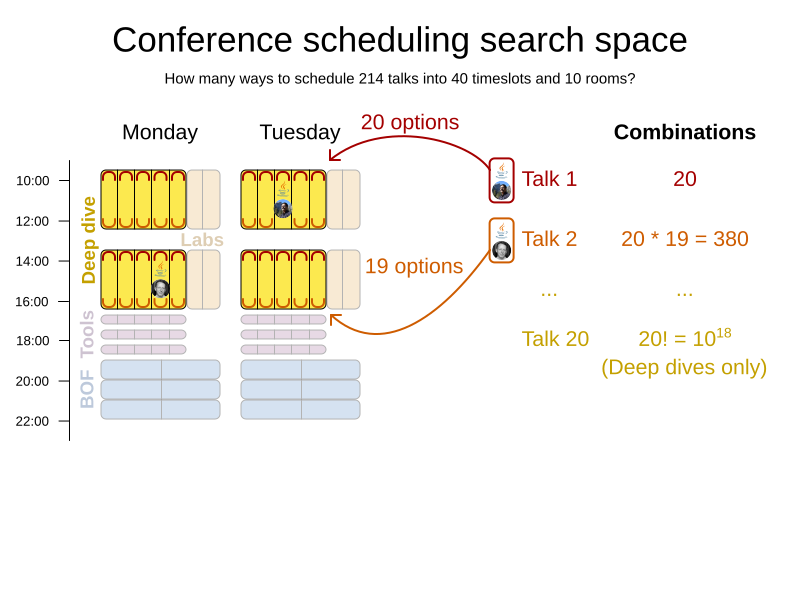 Conference scheduling search space
How many ways to schedule 214 talks into 40 timeslots and 10 rooms?
Monday
Tuesday
20 options
Combinations
10:00
12:00
14:00
16:00
18:00
20:00
22:00
Deep dive
Labs
Tools
BOF
19 options
Talk 1
20
Talk 2
20 * 19 = 380
...
...
Talk 20
20! = 10¹⁸
(Deep dives only)